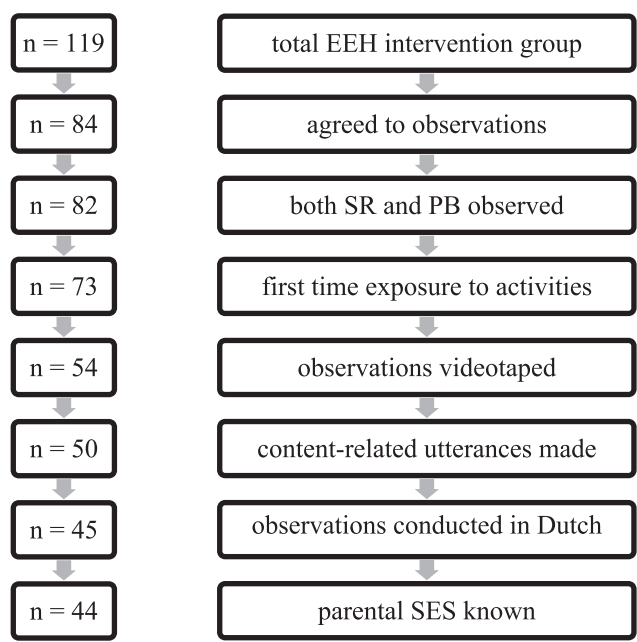 n = 119 total EEH intervention group
n = 84 agreed to observations
n = 82 both SR and PB observed
n = 73 first time exposure to activities
n = 54 observations videotaped
n = 50 content-related utterances made
n = 45 observations conducted in Dutch
n = 44 parental SES known